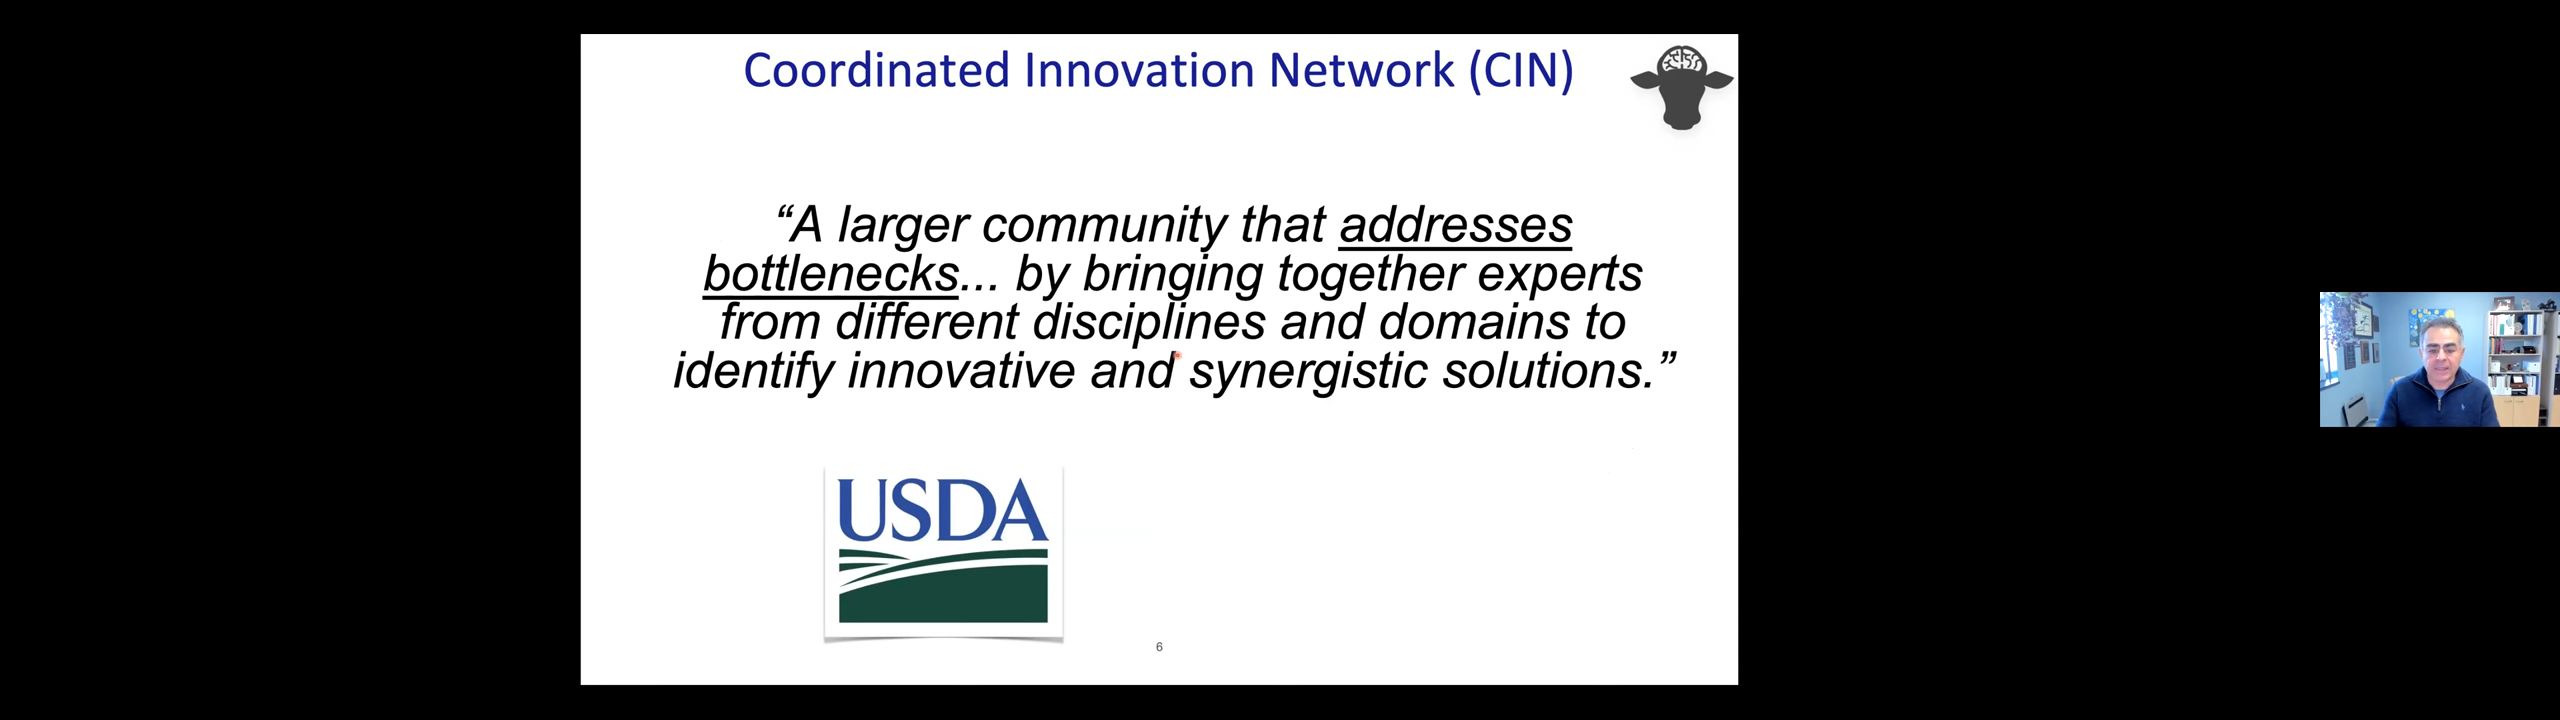 Coordinated Innovation Network (CIN)
“A larger community that addresses
bottlenecks... by bringing together experts
from different disciplines and domains to
identify innovative and synergistic solutions.”
USDA
6